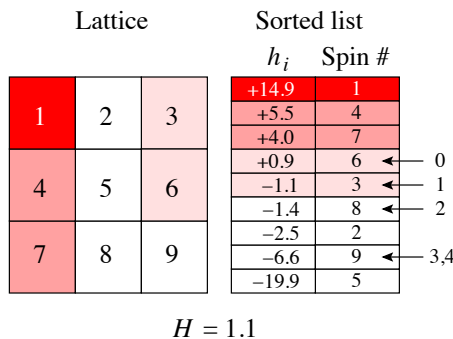 Lattice
1 2 3
4 5 6
7 8 9
Sorted list
h_i Spin #
+14.9 1
+5.5 4
+4.0 7
+0.9 6 0
−1.1 3 1
−1.4 8 2
−2.5 2
−6.6 9 3,4
−19.9 5
H = 1.1